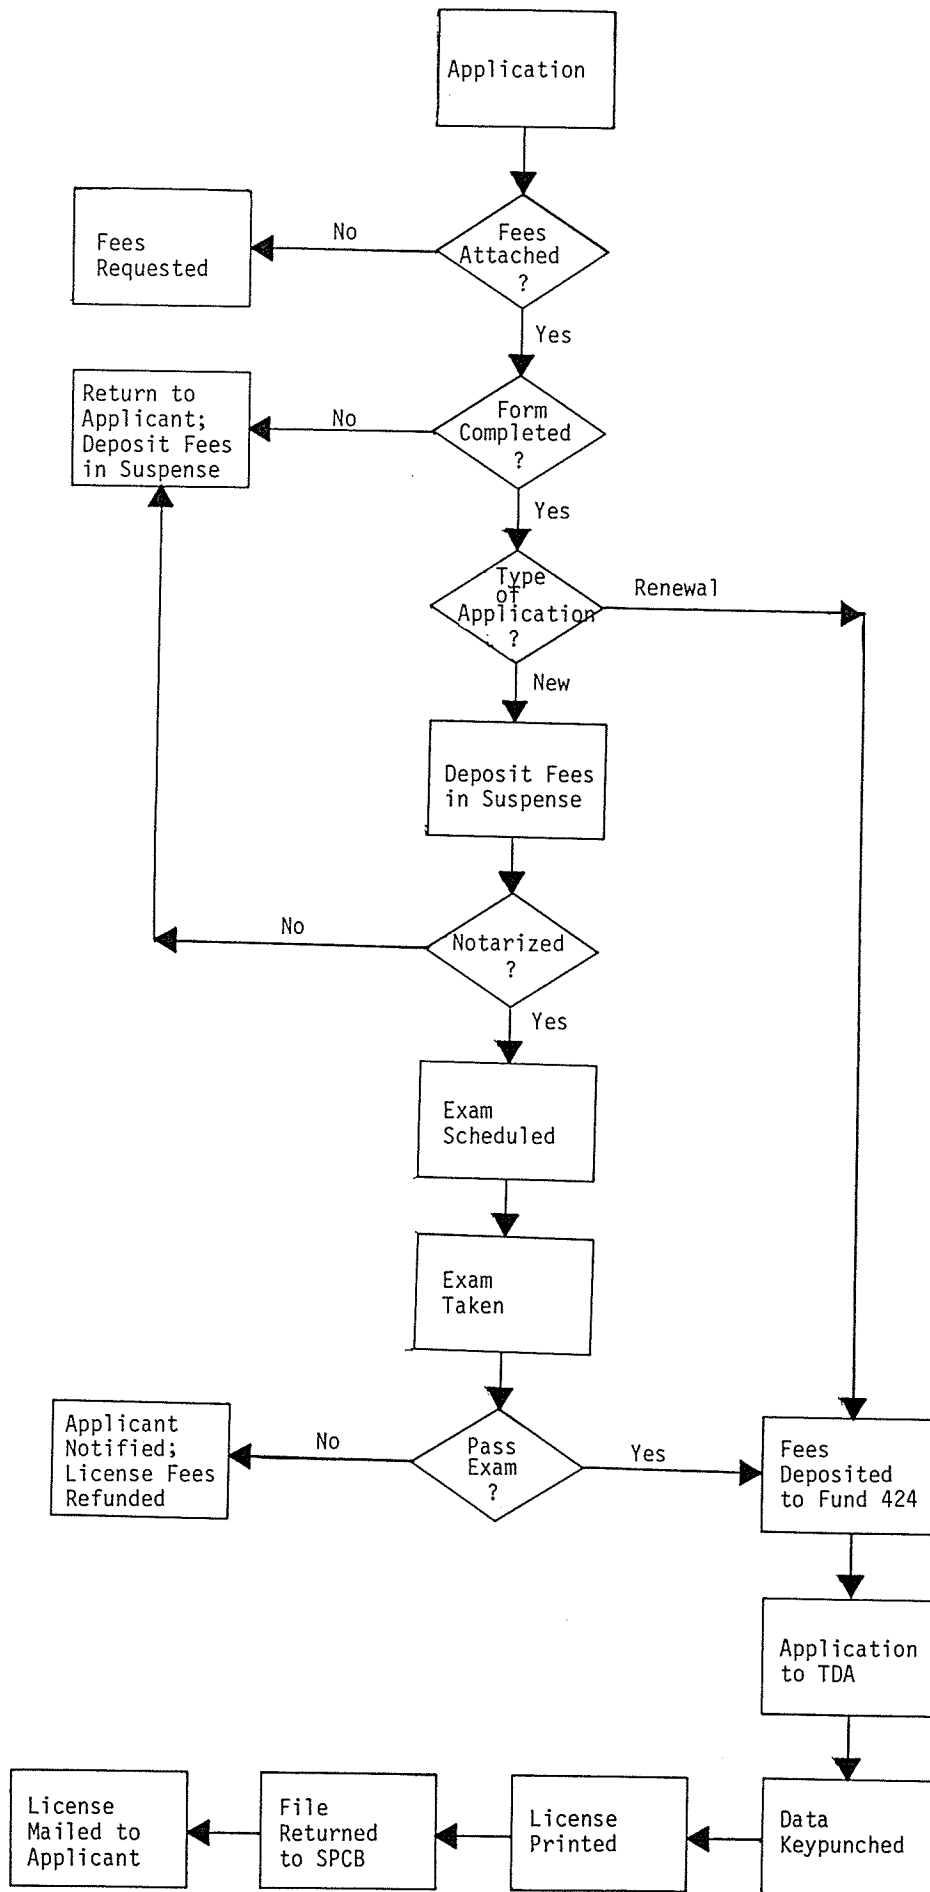 Application
Fees
Attached
?
No
Fees
Requested
Yes
Form
Completed
?
No
Return to
Applicant;
Deposit Fees
in Suspense
Yes
Type
of
Application
?
Renewal
New
Deposit Fees
in Suspense
Notarized
?
No
Yes
Exam
Scheduled
Exam
Taken
Pass
Exam
?
No
Applicant
Notified;
License Fees
Refunded
Yes
Fees
Deposited
to Fund 424
Application
to TDA
Data
Keypunched
License
Printed
File
Returned
to SPCB
License
Mailed to
Applicant